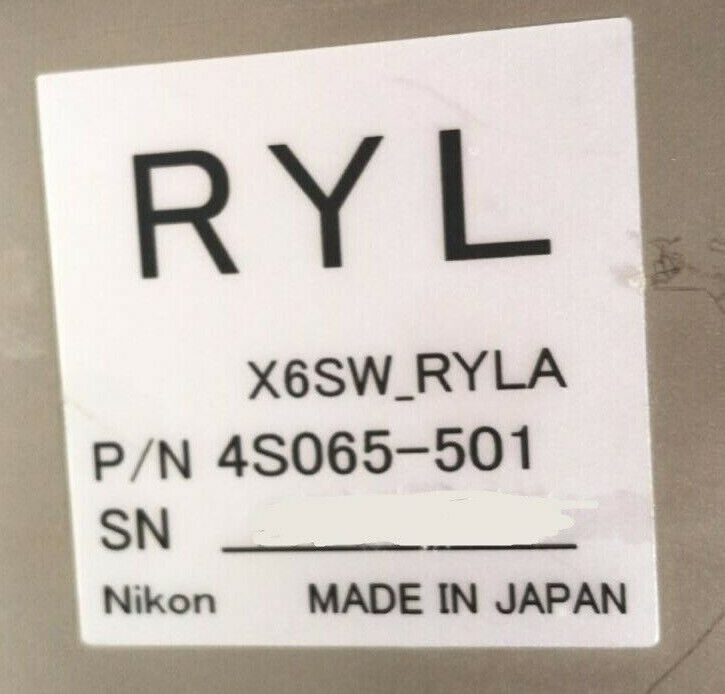 RYL
X6SW_RYLA
P/N 4S065-501
SN
Nikon MADE IN JAPAN